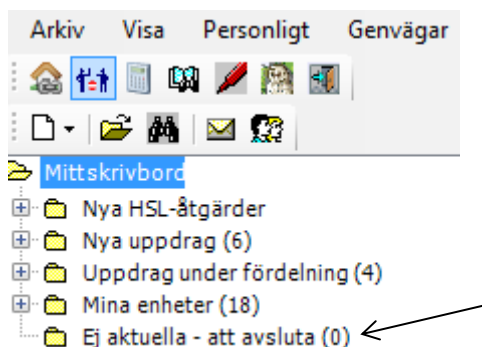 Arkiv Visa Personligt Genvägar
Mittskrivbord
Nya HSL-åtgärder
Nya uppdrag (6)
Uppdrag under fördelning (4)
Mina enheter (18)
Ej aktuella - att avsluta (0)